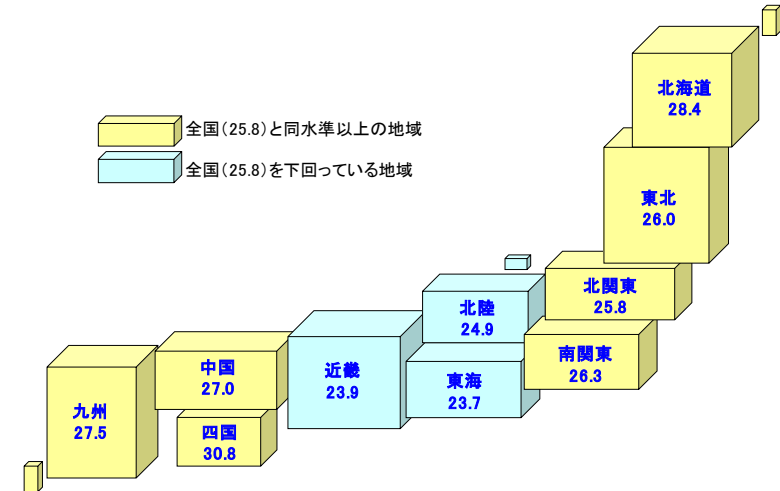 北海道
28.4
全国(25.8)と同水準以上の地域
全国(25.8)を下回っている地域
東北
26.0
北関東
25.8
北陸
24.9
南関東
26.3
中国
27.0
近畿
23.9
東海
23.7
九州
27.5
四国
30.8